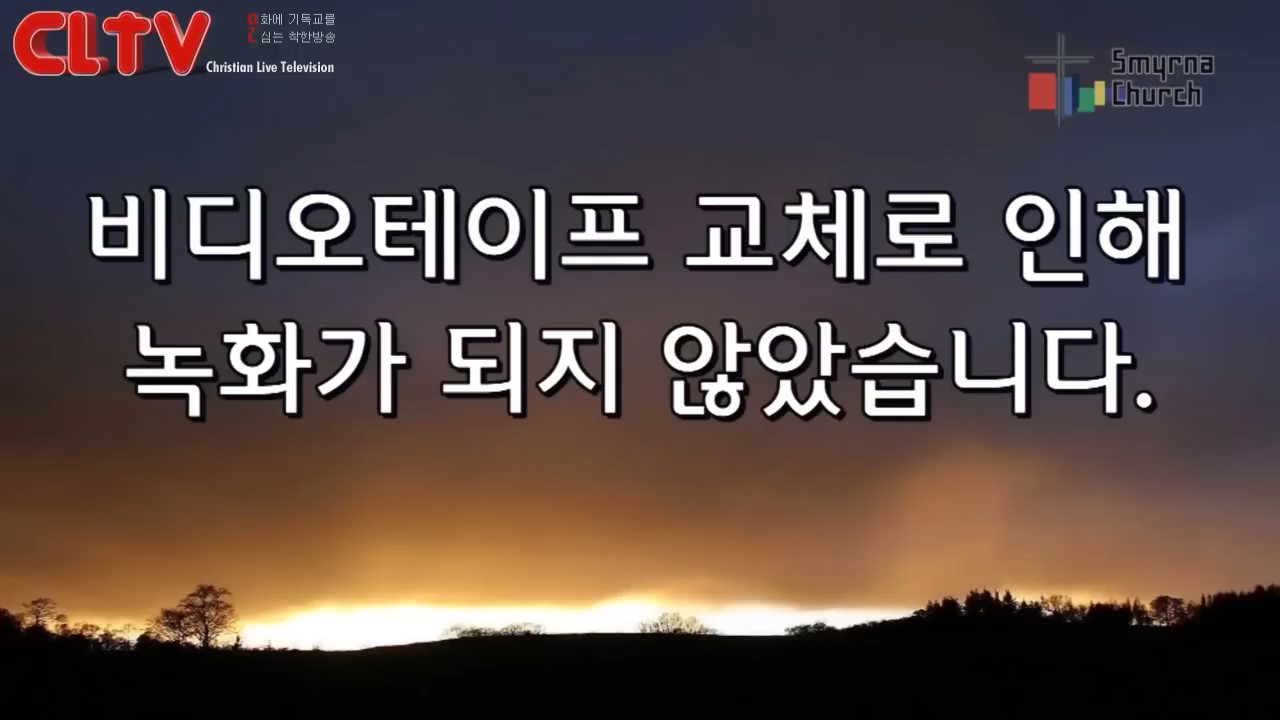 CLTV
문화에 기독교를
심는 착한방송
Christian Live Television
Smyrna
Church
비디오테이프 교체로 인해
녹화가 되지 않았습니다.